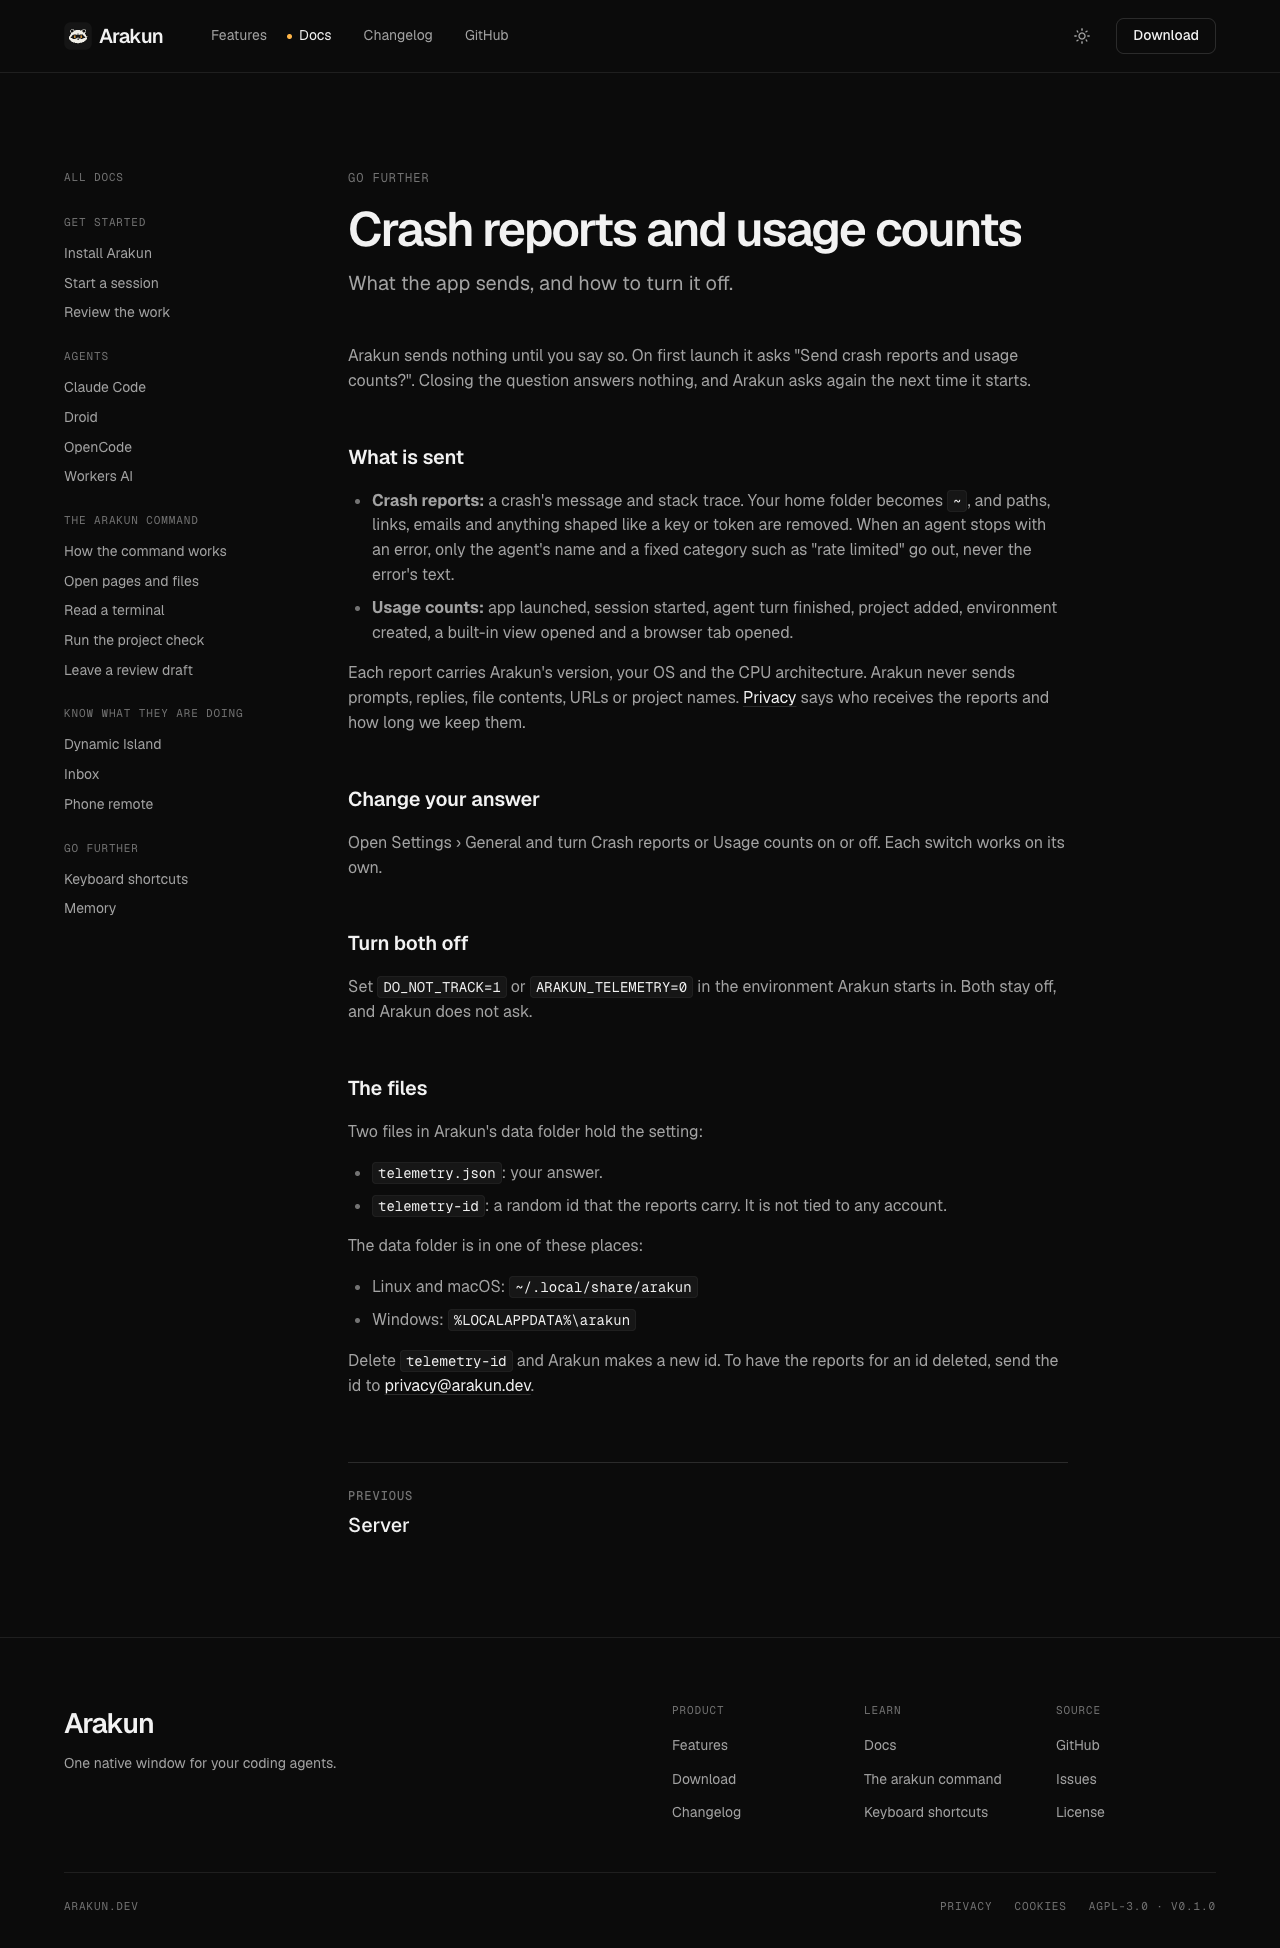 Arakun
Features
Docs
Changelog
GitHub
Download
ALL DOCS
GET STARTED
Install Arakun
Start a session
Review the work
AGENTS
Claude Code
Droid
OpenCode
Workers AI
THE ARAKUN COMMAND
How the command works
Open pages and files
Read a terminal
Run the project check
Leave a review draft
KNOW WHAT THEY ARE DOING
Dynamic Island
Inbox
Phone remote
GO FURTHER
Keyboard shortcuts
Memory
GO FURTHER
Crash reports and usage counts
What the app sends, and how to turn it off.
Arakun sends nothing until you say so. On first launch it asks "Send crash reports and usage
counts?". Closing the question answers nothing, and Arakun asks again the next time it starts.
What is sent
• Crash reports: a crash's message and stack trace. Your home folder becomes ~, and paths,
links, emails and anything shaped like a key or token are removed. When an agent stops with
an error, only the agent's name and a fixed category such as "rate limited" go out, never the
error's text.
• Usage counts: app launched, session started, agent turn finished, project added, environment
created, a built-in view opened and a browser tab opened.
Each report carries Arakun's version, your OS and the CPU architecture. Arakun never sends
prompts, replies, file contents, URLs or project names. Privacy says who receives the reports and
how long we keep them.
Change your answer
Open Settings › General and turn Crash reports or Usage counts on or off. Each switch works on its
own.
Turn both off
Set DO_NOT_TRACK=1 or ARAKUN_TELEMETRY=0 in the environment Arakun starts in. Both stay off,
and Arakun does not ask.
The files
Two files in Arakun's data folder hold the setting:
• telemetry.json: your answer.
• telemetry-id: a random id that the reports carry. It is not tied to any account.
The data folder is in one of these places:
• Linux and macOS: ~/.local/share/arakun
• Windows: %LOCALAPPDATA%\arakun
Delete telemetry-id and Arakun makes a new id. To have the reports for an id deleted, send the
id to privacy@arakun.dev.
PREVIOUS
Server
Arakun
One native window for your coding agents.
PRODUCT
Features
Download
Changelog
LEARN
Docs
The arakun command
Keyboard shortcuts
SOURCE
GitHub
Issues
License
ARAKUN.DEV
PRIVACY
COOKIES
AGPL-3.0 · V0.1.0